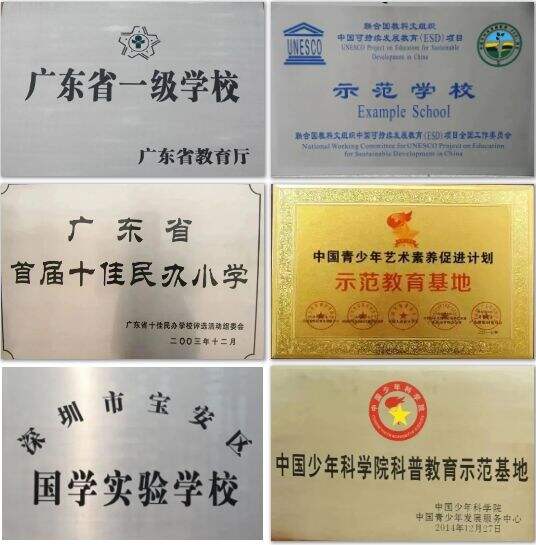 广东省一级学校
广东省教育厅
UNESCO
联合国教科文组织
中国可持续发展教育(ESD)项目
UNESCO Project on Education for Sustainable
Development in China
示范学校
Example School
联合国教科文组织中国可持续发展教育(ESD)项目全国工作委员会
National Working Committee for UNESCO Project on Education
for Sustainable Development in China
广东省
首届十佳民办小学
广东省十佳民办学校评选活动组委会
二〇〇三年十二月
中国青少年艺术素养促进计划
示范教育基地
深圳市宝安区
国学实验学校
中国少年科学院
中国少年科学院科普教育示范基地
中国少年科学院
中国青少年发展服务中心
2014年12月27日